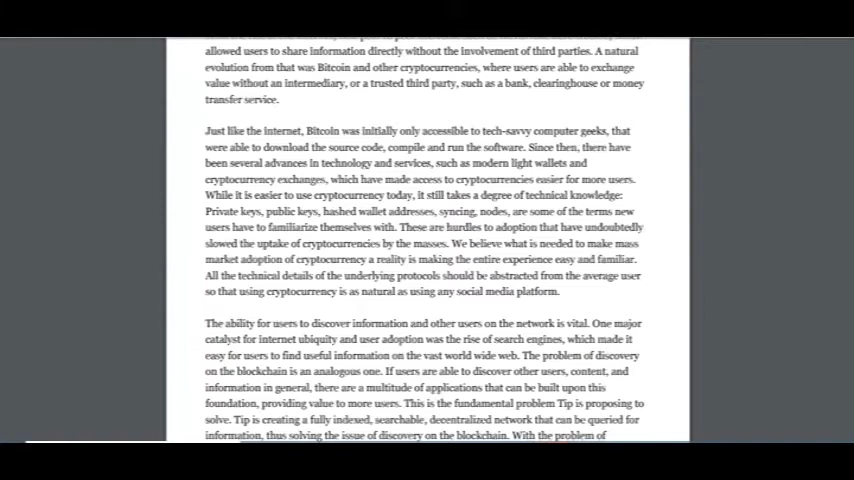 allowed users to share information directly without the involvement of third parties. A natural
evolution from that was Bitcoin and other cryptocurrencies, where users are able to exchange
value without an intermediary, or a trusted third party, such as a bank, clearinghouse or money
transfer service.
Just like the internet, Bitcoin was initially only accessible to tech-savvy computer geeks, that
were able to download the source code, compile and run the software. Since then, there have
been several advances in technology and services, such as modern light wallets and
cryptocurrency exchanges, which have made access to cryptocurrencies easier for more users.
While it is easier to use cryptocurrency today, it still takes a degree of technical knowledge:
Private keys, public keys, hashed wallet addresses, syncing, nodes, are some of the terms new
users have to familiarize themselves with. These are hurdles to adoption that have undoubtedly
slowed the uptake of cryptocurrencies by the masses. We believe what is needed to make mass
market adoption of cryptocurrency a reality is making the entire experience easy and familiar.
All the technical details of the underlying protocols should be abstracted from the average user
so that using cryptocurrency is as natural as using any social media platform.
The ability for users to discover information and other users on the network is vital. One major
catalyst for internet ubiquity and user adoption was the rise of search engines, which made it
easy for users to find useful information on the vast world wide web. The problem of discovery
on the blockchain is an analogous one. If users are able to discover other users, content, and
information in general, there are a multitude of applications that can be built upon this
foundation, providing value to more users. This is the fundamental problem Tip is proposing to
solve. Tip is creating a fully indexed, searchable, decentralized network that can be queried for
information, thus solving the issue of discovery on the blockchain. With the problem of